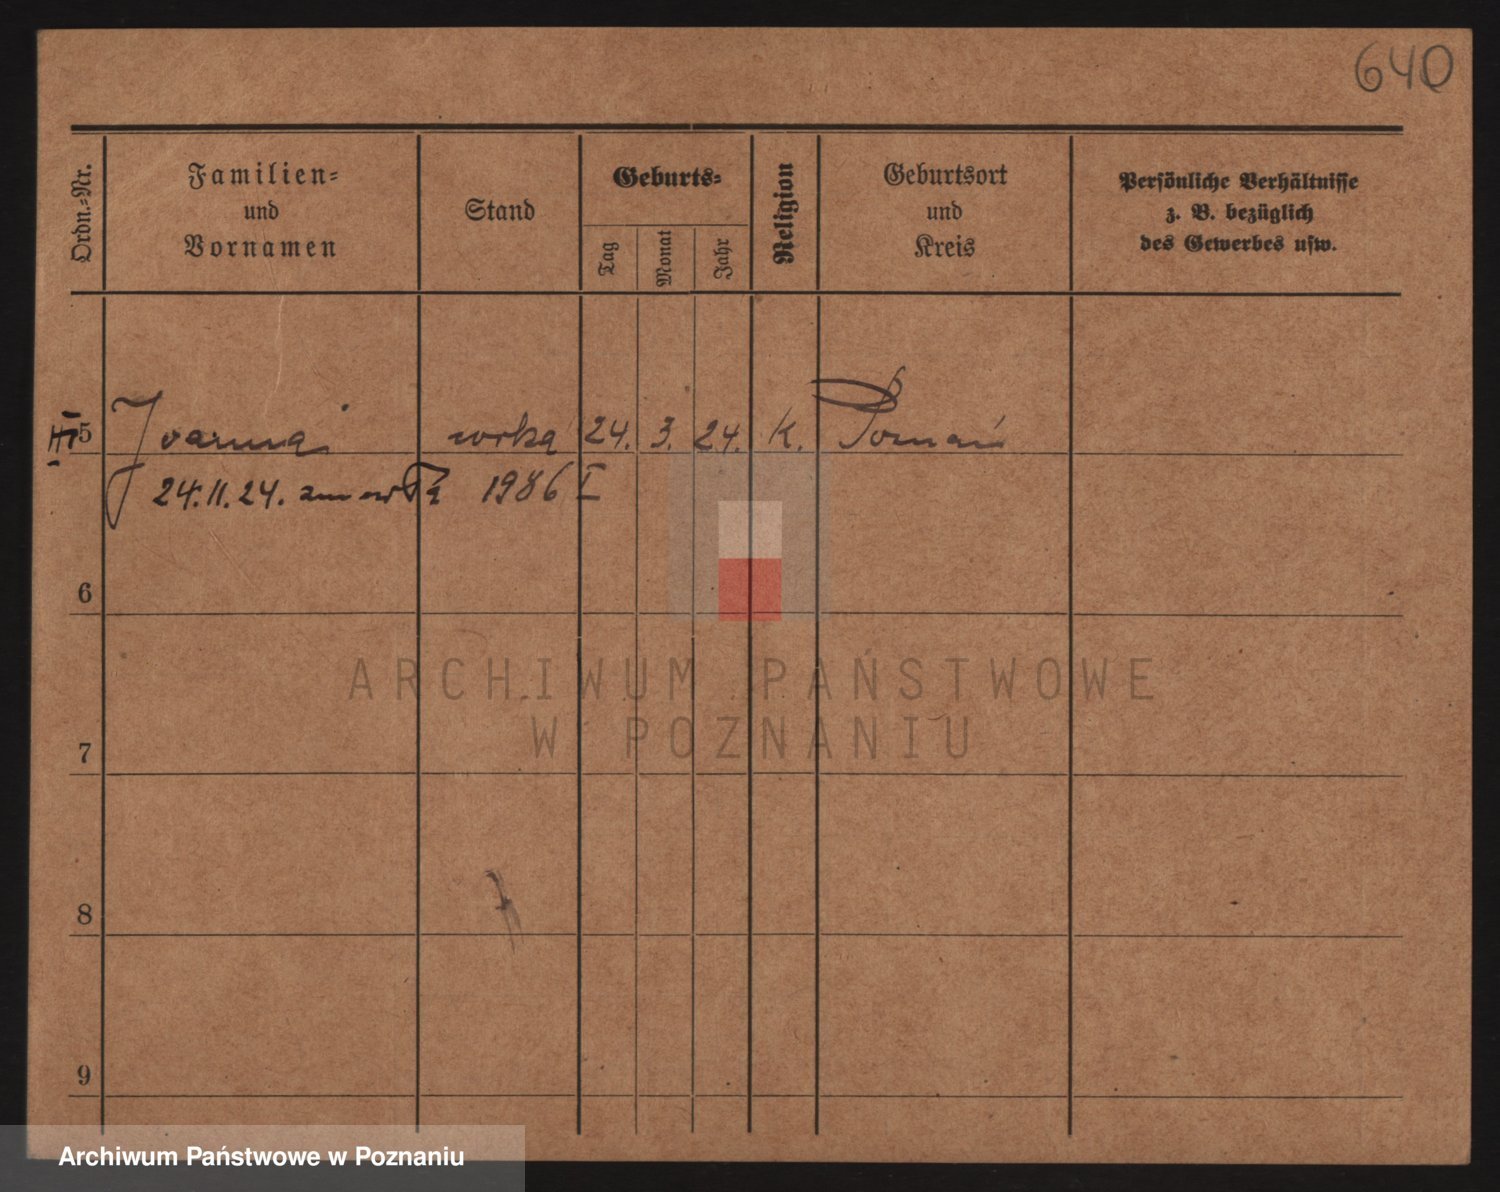 640
Ordn.-Nr.
Familien-
und
Vornamen
Stand
Geburts-
Tag
Monat
Jahr
Religion
Geburtsort
und
Kreis
Persönliche Verhältnisse
z. B. bezüglich
des Gewerbes usw.
5 Joanna córka 24. 3. 24. K. Poznań
24.11.24. 1986 I
6
ARCHIWUM PAŃSTWOWE
W POZNANIU
7
8
9
Archiwum Państwowe w Poznaniu